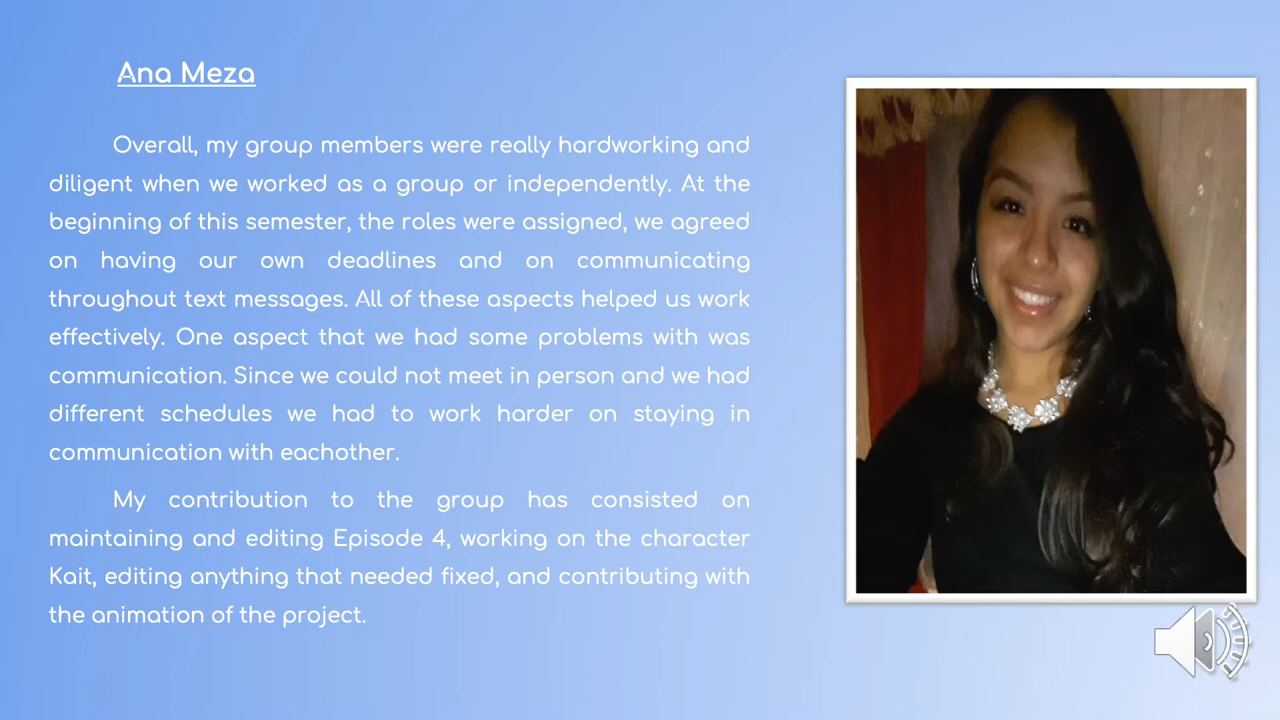 Ana Meza
Overall, my group members were really hardworking and
diligent when we worked as a group or independently. At the
beginning of this semester, the roles were assigned, we agreed
on having our own deadlines and on communicating
throughout text messages. All of these aspects helped us work
effectively. One aspect that we had some problems with was
communication. Since we could not meet in person and we had
different schedules we had to work harder on staying in
communication with eachother.
My contribution to the group has consisted on
maintaining and editing Episode 4, working on the character
Kait, editing anything that needed fixed, and contributing with
the animation of the project.